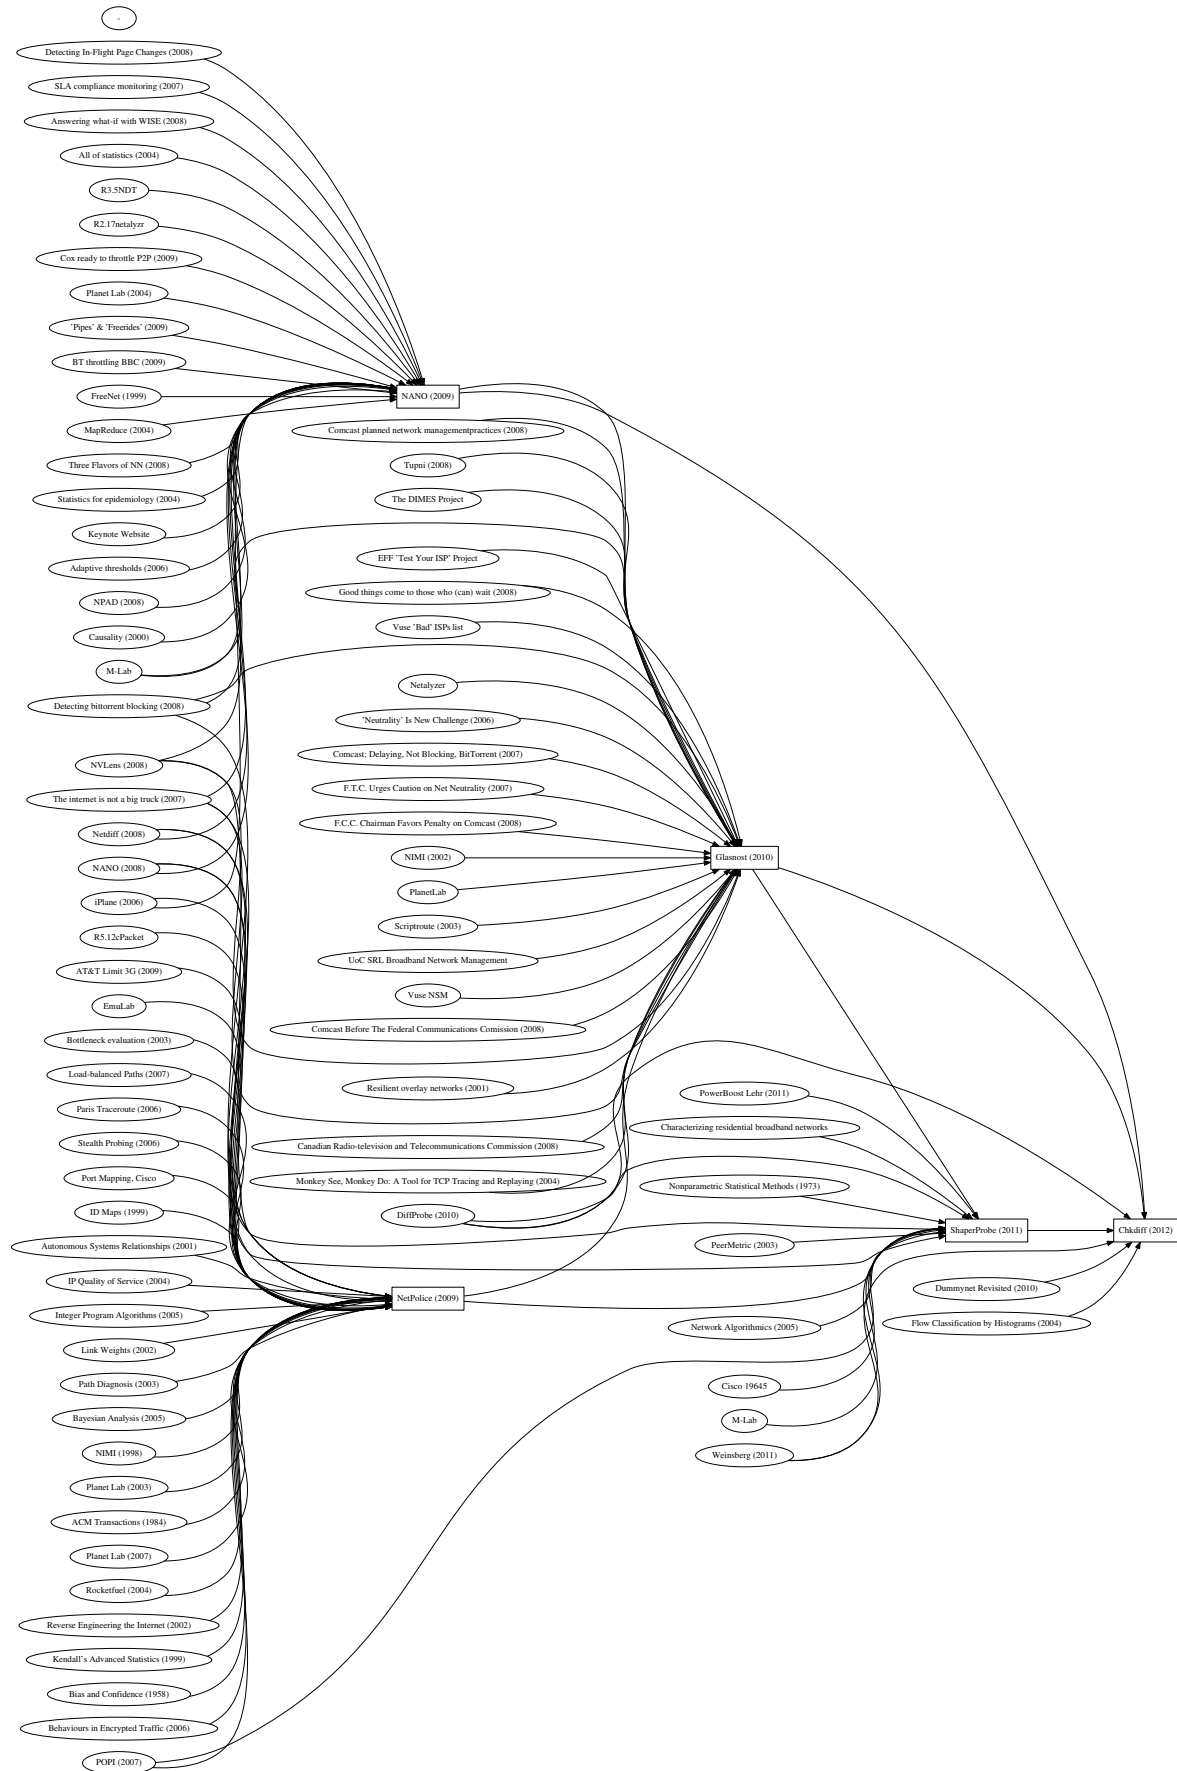 -
Detecting In-Flight Page Changes (2008)
SLA compliance monitoring (2007)
Answering what-if with WISE (2008)
All of statistics (2004)
R3.5NDT
R2.17netalyzr
Cox ready to throttle P2P (2009)
Planet Lab (2004)
'Pipes' & 'Freerides' (2009)
BT throttling BBC (2009)
FreeNet (1999)
MapReduce (2004)
Three Flavors of NN (2008)
Statistics for epidemiology (2004)
Keynote Website
Adaptive thresholds (2006)
NPAD (2008)
Causality (2000)
M-Lab
Detecting bittorrent blocking (2008)
NVLens (2008)
The internet is not a big truck (2007)
Netdiff (2008)
NANO (2008)
iPlane (2006)
R5.12cPacket
AT&T Limit 3G (2009)
EmuLab
Bottleneck evaluation (2003)
Load-balanced Paths (2007)
Paris Traceroute (2006)
Stealth Probing (2006)
Port Mapping, Cisco
ID Maps (1999)
Autonomous Systems Relationships (2001)
IP Quality of Service (2004)
Integer Program Algorithms (2005)
Link Weights (2002)
Path Diagnosis (2003)
Bayesian Analysis (2005)
NIMI (1998)
Planet Lab (2003)
ACM Transactions (1984)
Planet Lab (2007)
Rocketfuel (2004)
Reverse Engineering the Internet (2002)
Kendall's Advanced Statistics (1999)
Bias and Confidence (1958)
Behaviours in Encrypted Traffic (2006)
POPI (2007)
NANO (2009)
Comcast planned network managementpractices (2008)
Tupni (2008)
The DIMES Project
EFF 'Test Your ISP' Project
Good things come to those who (can) wait (2008)
Vuse 'Bad' ISPs list
Netalyzer
'Neutrality' Is New Challenge (2006)
Comcast: Delaying, Not Blocking, BitTorrent (2007)
F.T.C. Urges Caution on Net Neutrality (2007)
F.C.C. Chairman Favors Penalty on Comcast (2008)
NIMI (2002)
PlanetLab
Scriptroute (2003)
UoC SRL Broadband Network Management
Vuse NSM
Comcast Before The Federal Communications Comission (2008)
Resilient overlay networks (2001)
Canadian Radio-television and Telecommunications Commission (2008)
Monkey See, Monkey Do: A Tool for TCP Tracing and Replaying (2004)
DiffProbe (2010)
NetPolice (2009)
Glasnost (2010)
PowerBoost Lehr (2011)
Characterizing residential broadband networks
Nonparametric Statistical Methods (1973)
PeerMetric (2003)
Network Algorithmics (2005)
Cisco 19645
M-Lab
Weinsberg (2011)
ShaperProbe (2011)
Dummynet Revisited (2010)
Flow Classification by Histograms (2004)
Chkdiff (2012)